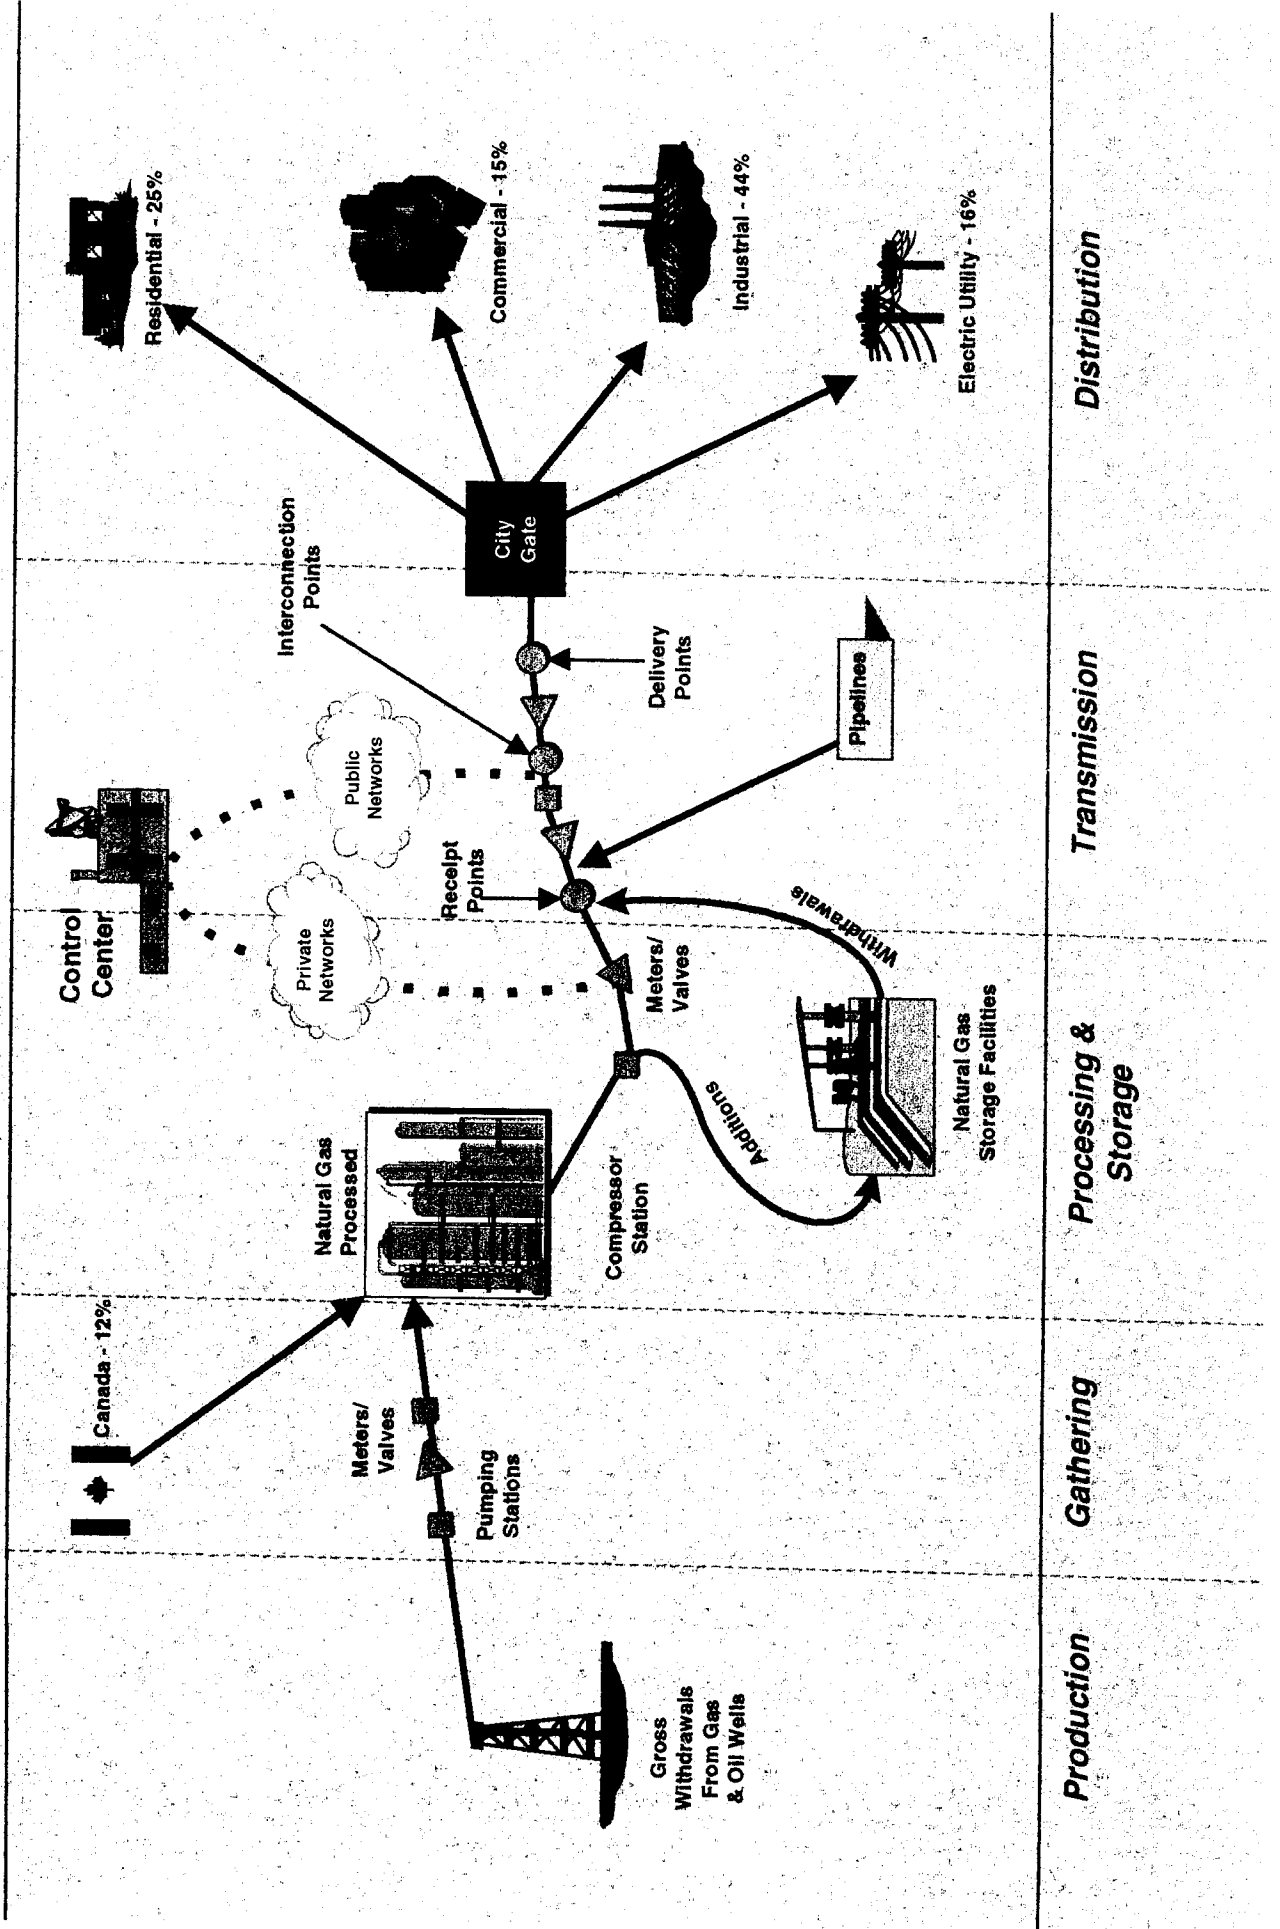 Canada - 12%
Control
Center
Private
Networks
Public
Networks
Interconnection
Points
Residential - 25%
Natural Gas
Processed
Meters/
Valves
Pumping
Stations
Receipt
Points
City
Gate
Commercial - 15%
Gross
Withdrawals
From Gas
& Oil Wells
Compressor
Station
Meters/
Valves
Delivery
Points
Industrial - 44%
Additions
Withdrawals
Pipelines
Natural Gas
Storage Facilities
Electric Utility - 16%
Production
Gathering
Processing &
Storage
Transmission
Distribution